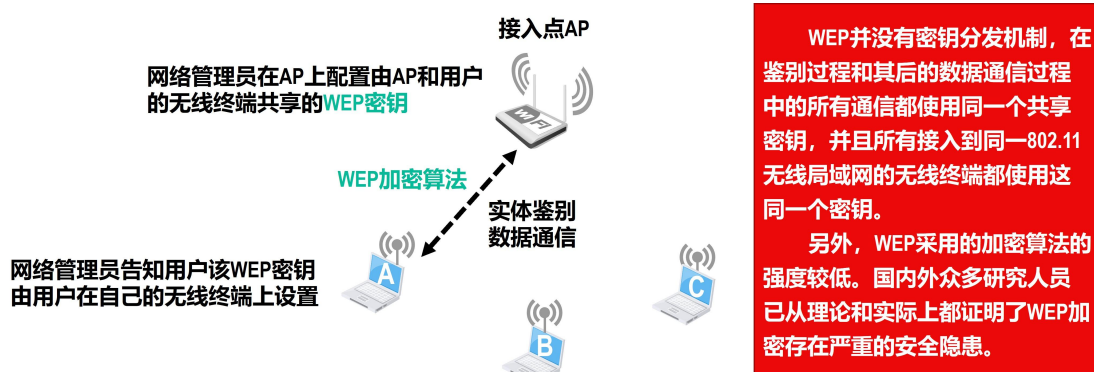 接入点AP
网络管理员在AP上配置由AP和用户
的无线终端共享的WEP密钥
WiFi
WEP加密算法
实体鉴别
数据通信
网络管理员告知用户该WEP密钥
由用户在自己的无线终端上设置
A
B
C
WEP并没有密钥分发机制，在
鉴别过程和其后的数据通信过程
中的所有通信都使用同一个共享
密钥，并且所有接入到同一802.11
无线局域网的无线终端都使用这
同一个密钥。
另外，WEP采用的加密算法的
强度较低。国内外众多研究人员
已从理论和实际上都证明了WEP加
密存在严重的安全隐患。